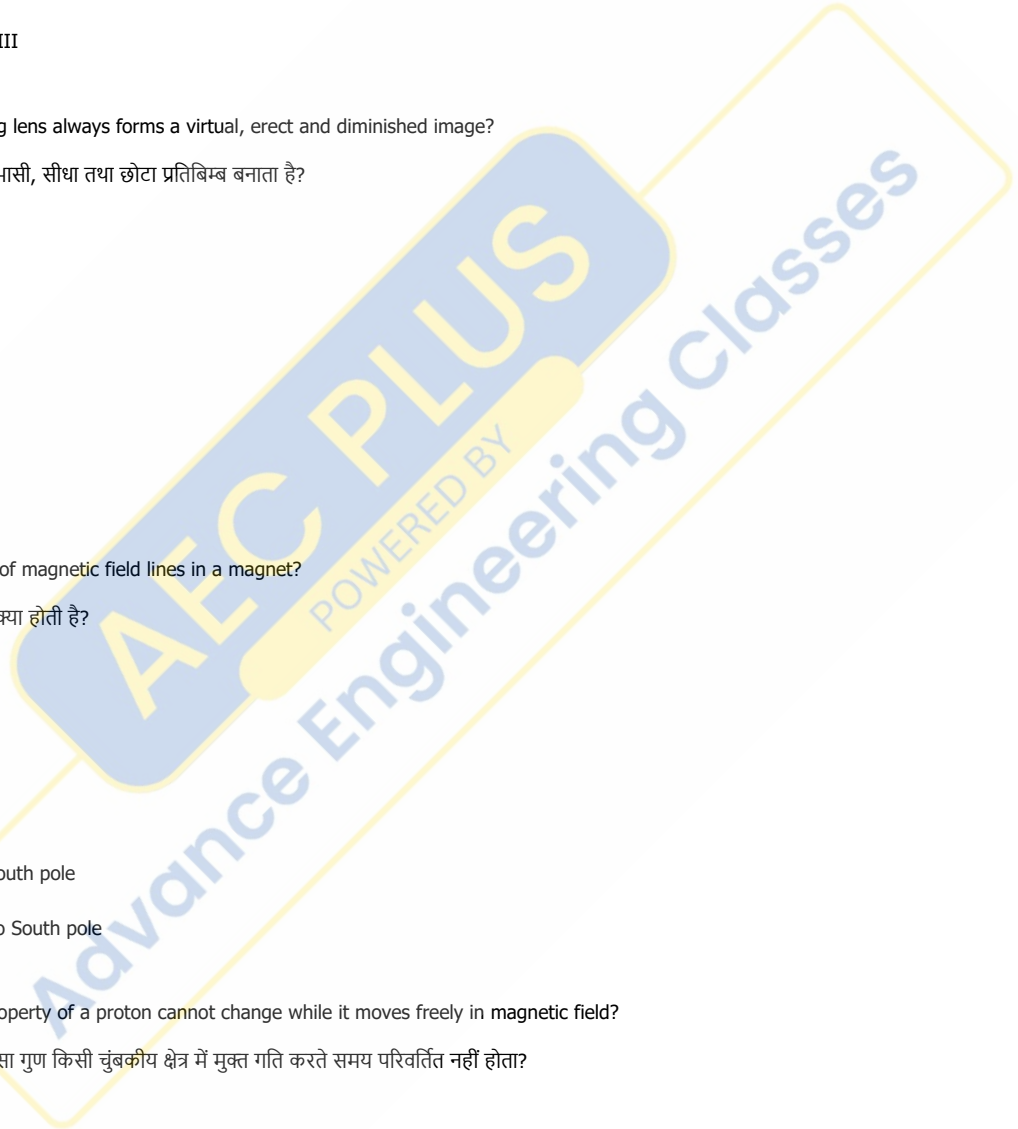 III
g lens always forms a virtual, erect and diminished image?
भासी, सीधा तथा छोटा प्रतिबिम्ब बनाता है?
of magnetic field lines in a magnet?
क्या होती है?
outh pole
o South pole
operty of a proton cannot change while it moves freely in magnetic field?
सा गुण किसी चुंबकीय क्षेत्र में मुक्त गति करते समय परिवर्तित नहीं होता?
AEC PLUS
POWERED BY
Advance Engineering Classes